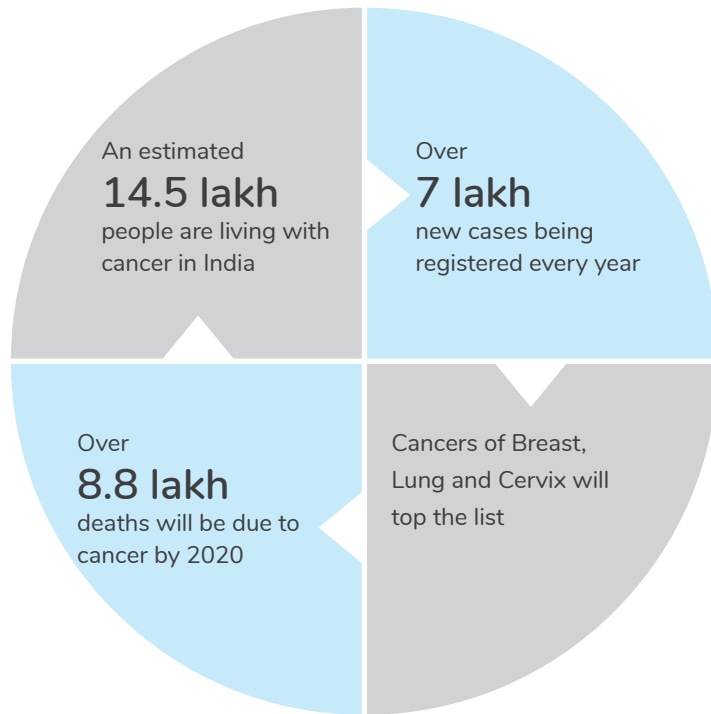 An estimated
14.5 lakh
people are living with
cancer in India
Over
7 lakh
new cases being
registered every year
Over
8.8 lakh
deaths will be due to
cancer by 2020
Cancers of Breast,
Lung and Cervix will
top the list